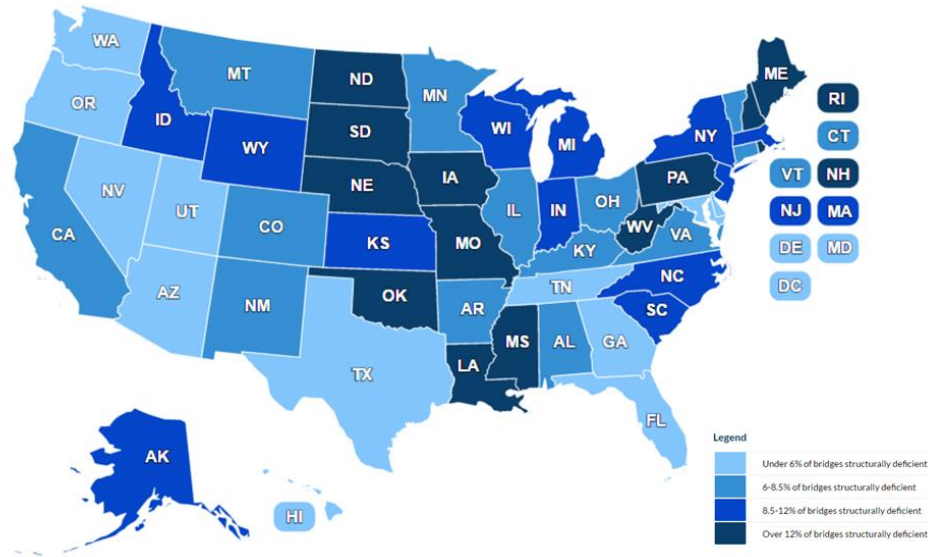 WA
MT
ND
MN
ME
RI
OR
ID
SD
WI
MI
NY
CT
WY
NE
IA
PA
VT
NH
NV
UT
CO
IL
IN
OH
WV
VA
NJ
MA
CA
KS
MO
KY
DE
MD
AZ
NM
OK
AR
TN
NC
SC
DC
TX
LA
MS
AL
GA
FL
AK
HI
Legend
Under 6% of bridges structurally deficient
6-8.5% of bridges structurally deficient
8.5-12% of bridges structurally deficient
Over 12% of bridges structurally deficient